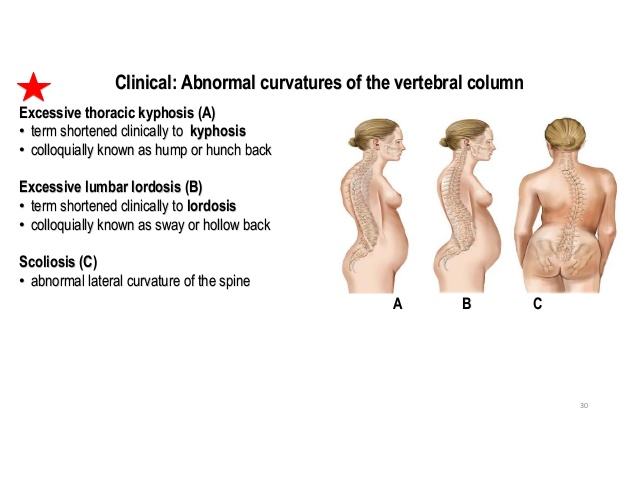 Clinical: Abnormal curvatures of the vertebral column
Excessive thoracic kyphosis (A)
• term shortened clinically to kyphosis
• colloquially known as hump or hunch back
Excessive lumbar lordosis (B)
• term shortened clinically to lordosis
• colloquially known as sway or hollow back
Scoliosis (C)
• abnormal lateral curvature of the spine
A B C
30